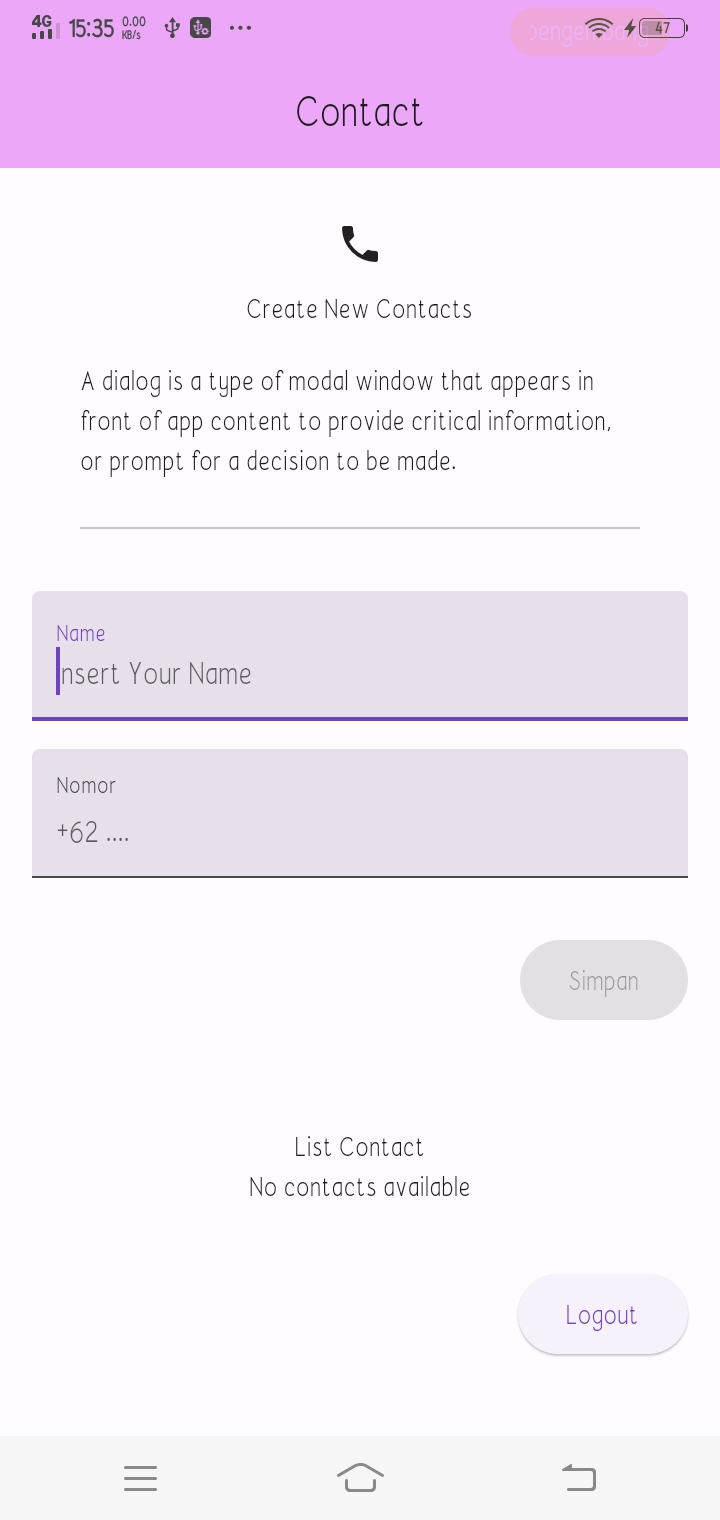 4G 15:35 0.00 KB/s 47
Contact
Create New Contacts
A dialog is a type of modal window that appears in
front of app content to provide critical information,
or prompt for a decision to be made.
Name
Insert Your Name
Nomor
+62 ....
Simpan
List Contact
No contacts available
Logout